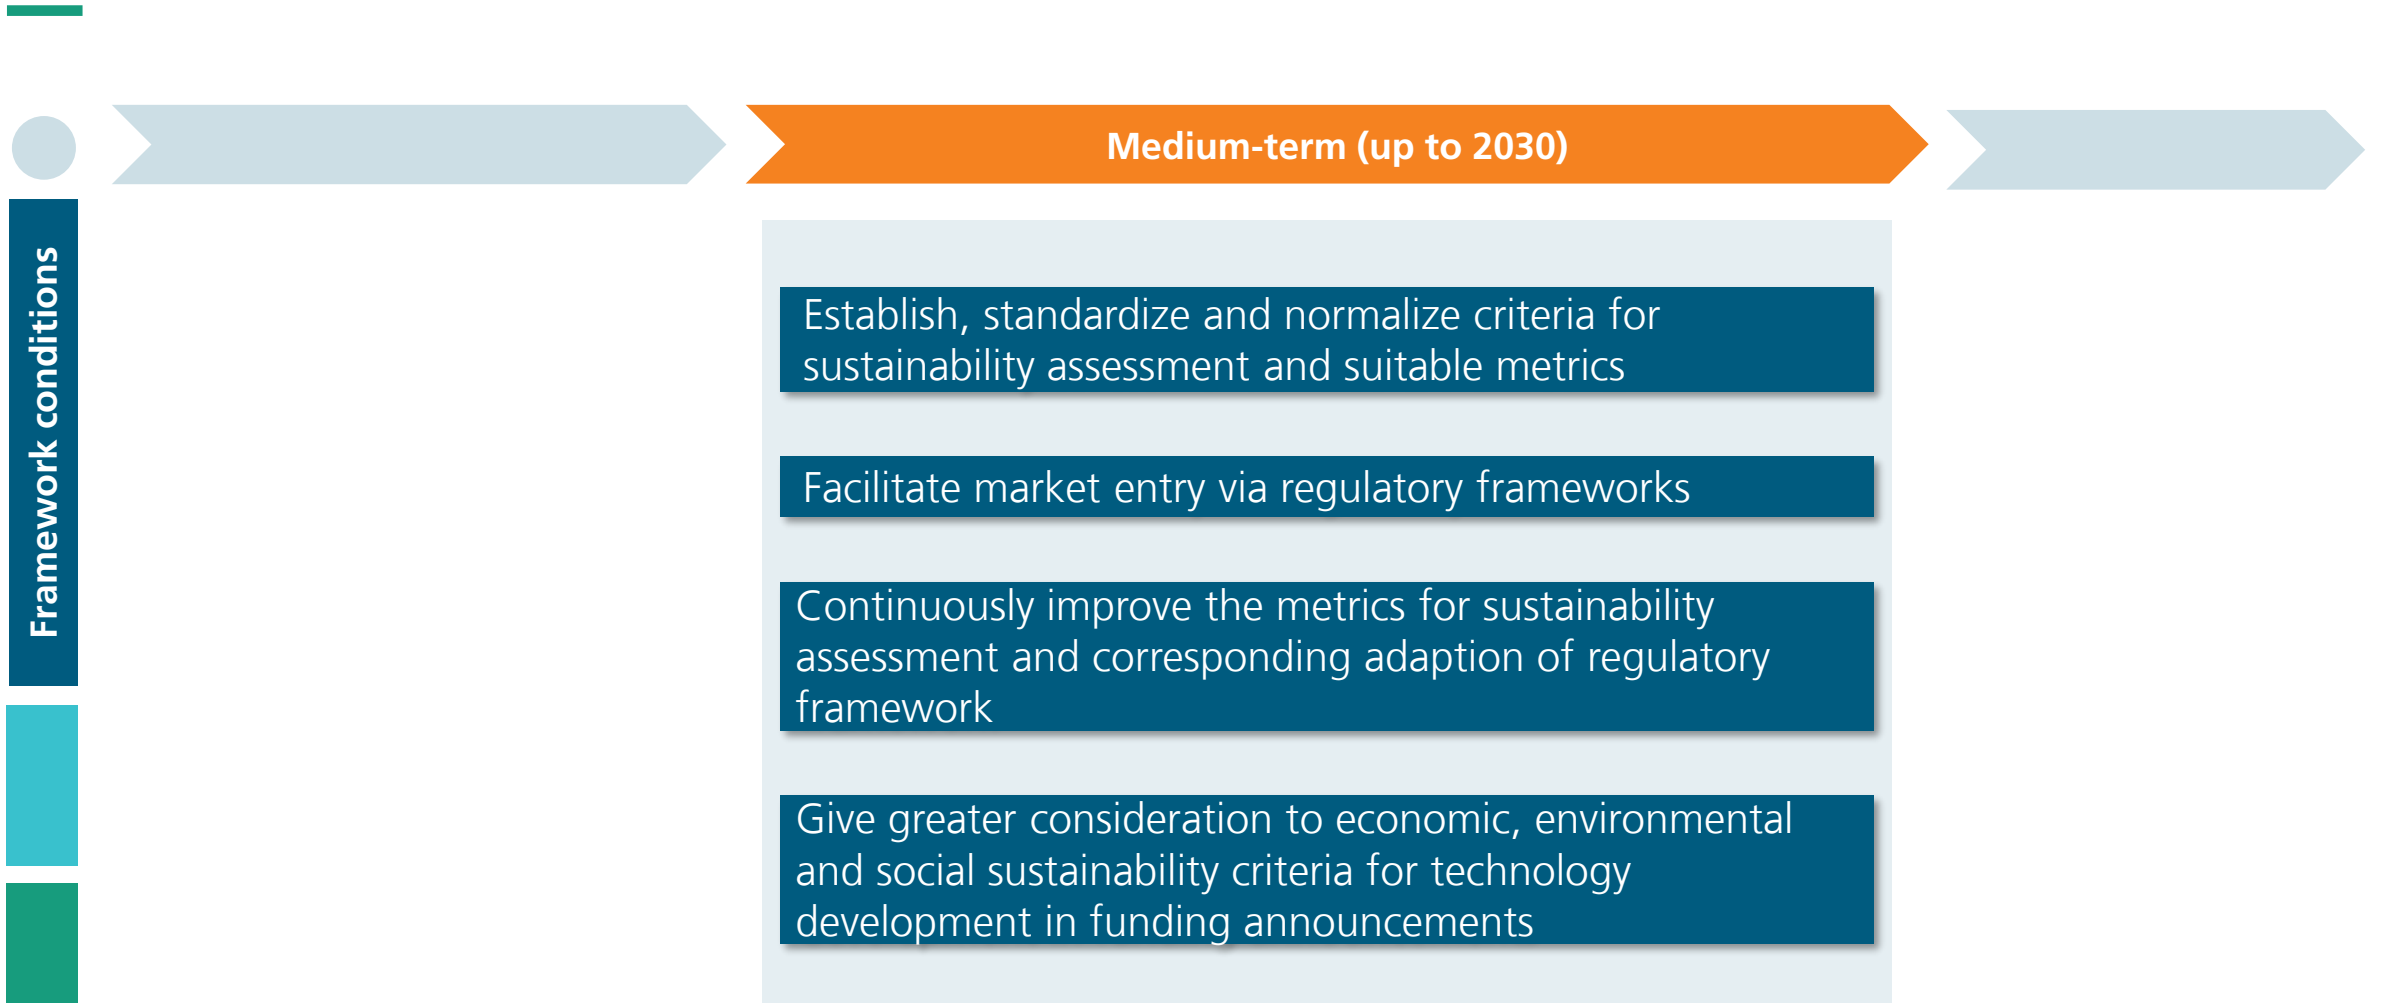 Medium-term (up to 2030)
Framework conditions
Establish, standardize and normalize criteria for
sustainability assessment and suitable metrics
Facilitate market entry via regulatory frameworks
Continuously improve the metrics for sustainability
assessment and corresponding adaption of regulatory
framework
Give greater consideration to economic, environmental
and social sustainability criteria for technology
development in funding announcements